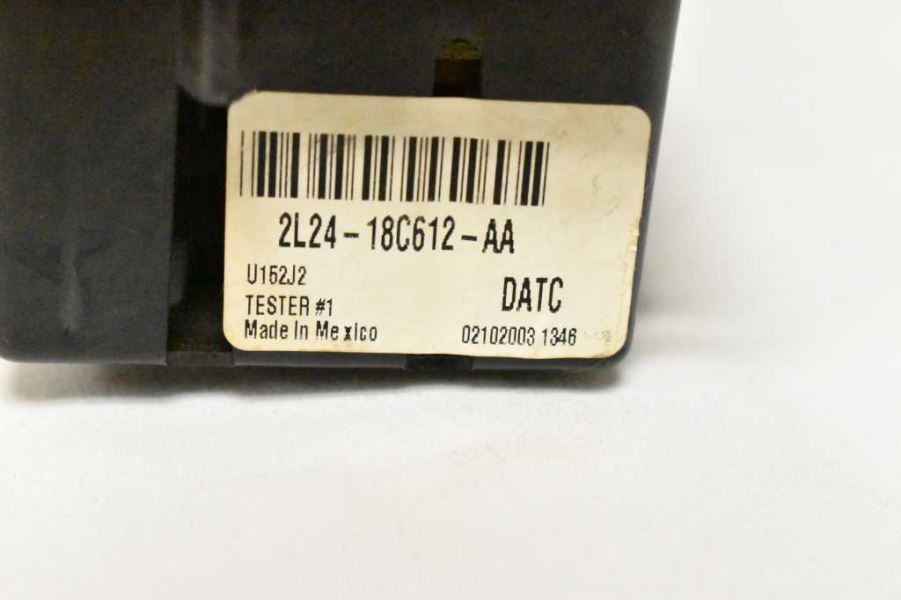 2L24-18C612-AA
U152J2
DATC
TESTER #1
Made In Mexico
02102003 1346